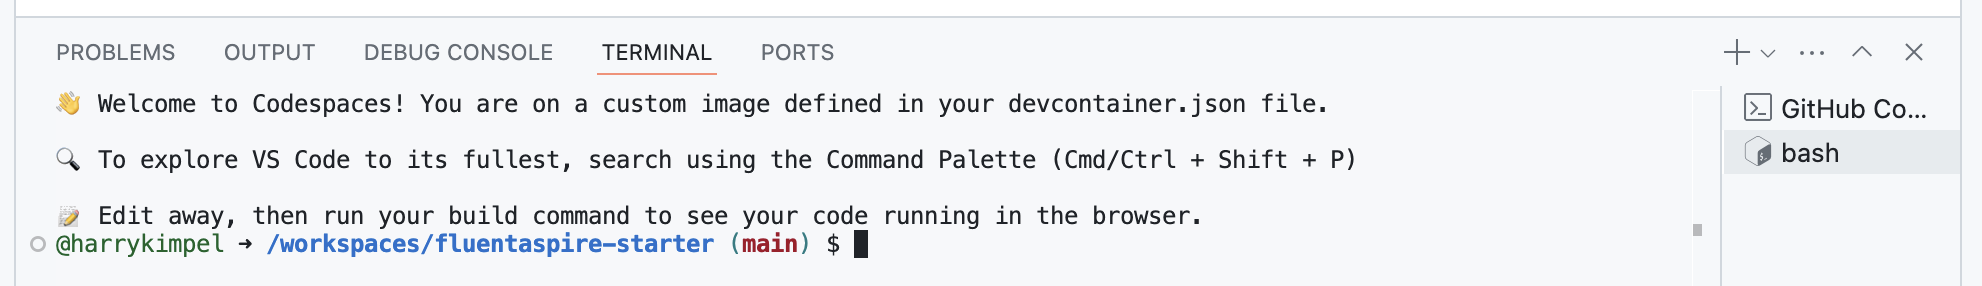 PROBLEMS OUTPUT DEBUG CONSOLE TERMINAL PORTS
👋 Welcome to Codespaces! You are on a custom image defined in your devcontainer.json file.
🔍 To explore VS Code to its fullest, search using the Command Palette (Cmd/Ctrl + Shift + P)
📝 Edit away, then run your build command to see your code running in the browser.
@harrykimpel ➜ /workspaces/fluentaspire-starter (main) $
GitHub Co...
bash